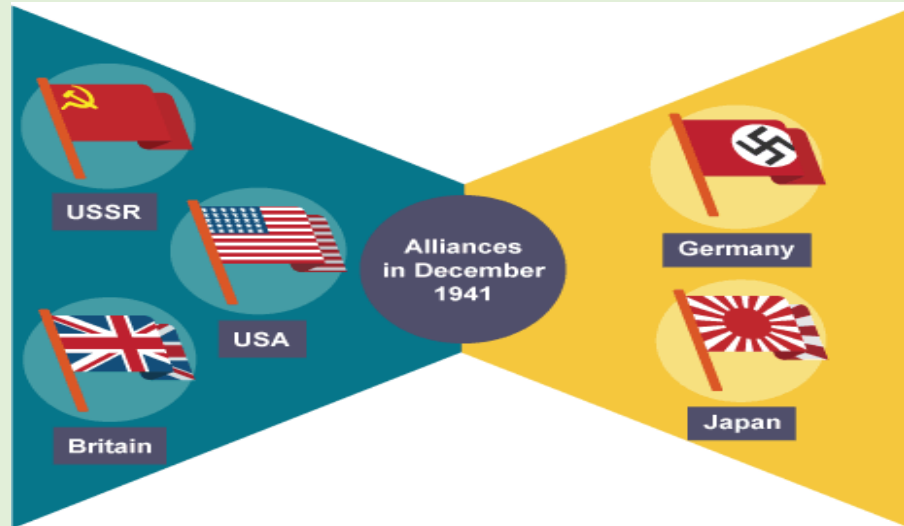 USSR
USA
Britain
Alliances
in December
1941
Germany
Japan